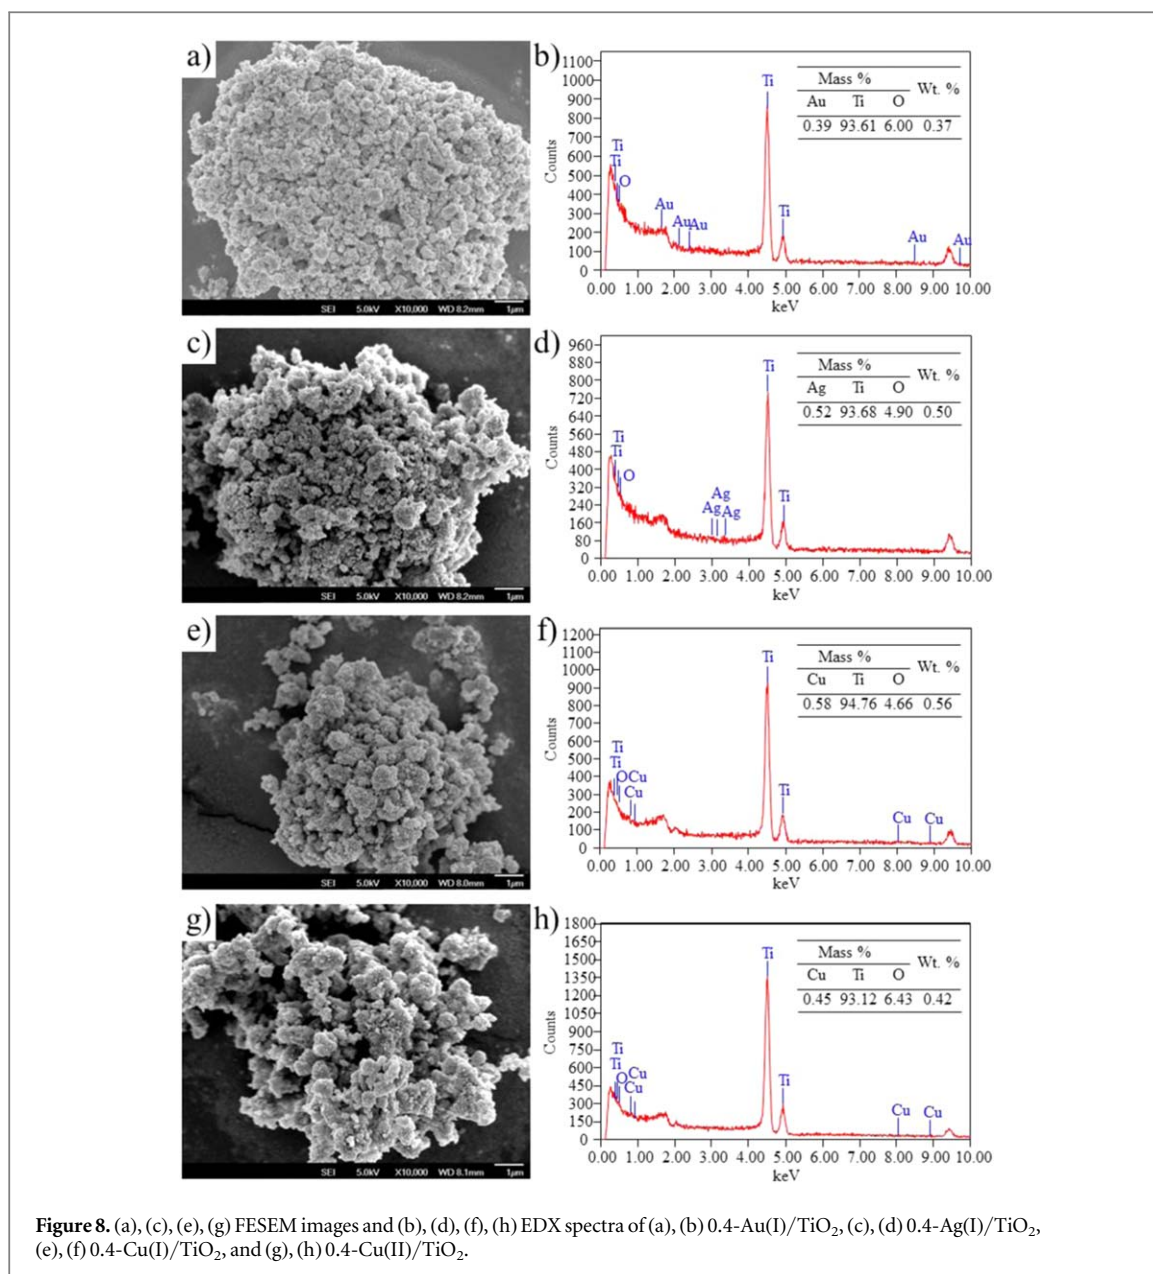 a)
SEI 5.0kV X10,000 WD 8.2mm 1μm
b)
1100
1000
900
800
700
600
500
400
300
200
100
0
Counts
Ti
Ti
Ti
O
Au
Au
Au
Ti
Au
Au
Mass % Wt. %
Au Ti O
0.39 93.61 6.00 0.37
0.00 1.00 2.00 3.00 4.00 5.00 6.00 7.00 8.00 9.00 10.00
keV
c)
SEI 5.0kV X10,000 WD 8.2mm 1μm
d)
960
880
800
720
640
560
480
400
320
240
160
80
0
Counts
Ti
Ti
Ti
O
Ag
Ag
Ag
Ti
Mass % Wt. %
Ag Ti O
0.52 93.68 4.90 0.50
0.00 1.00 2.00 3.00 4.00 5.00 6.00 7.00 8.00 9.00 10.00
keV
e)
SEI 5.0kV X10,000 WD 8.0mm 1μm
f)
1200
1100
1000
900
800
700
600
500
400
300
200
100
0
Counts
Ti
Ti
Ti
O Cu
Cu
Ti
Cu
Cu
Mass % Wt. %
Cu Ti O
0.58 94.76 4.66 0.56
0.00 1.00 2.00 3.00 4.00 5.00 6.00 7.00 8.00 9.00 10.00
keV
g)
SEI 5.0kV X10,000 WD 8.1mm 1μm
h)
1800
1650
1500
1350
1200
1050
900
750
600
450
300
150
0
Counts
Ti
Ti
Ti
O Cu
Cu
Ti
Cu
Cu
Mass % Wt. %
Cu Ti O
0.45 93.12 6.43 0.42
0.00 1.00 2.00 3.00 4.00 5.00 6.00 7.00 8.00 9.00 10.00
keV
Figure 8. (a), (c), (e), (g) FESEM images and (b), (d), (f), (h) EDX spectra of (a), (b) 0.4-Au(I)/TiO₂, (c), (d) 0.4-Ag(I)/TiO₂,
(e), (f) 0.4-Cu(I)/TiO₂, and (g), (h) 0.4-Cu(II)/TiO₂.